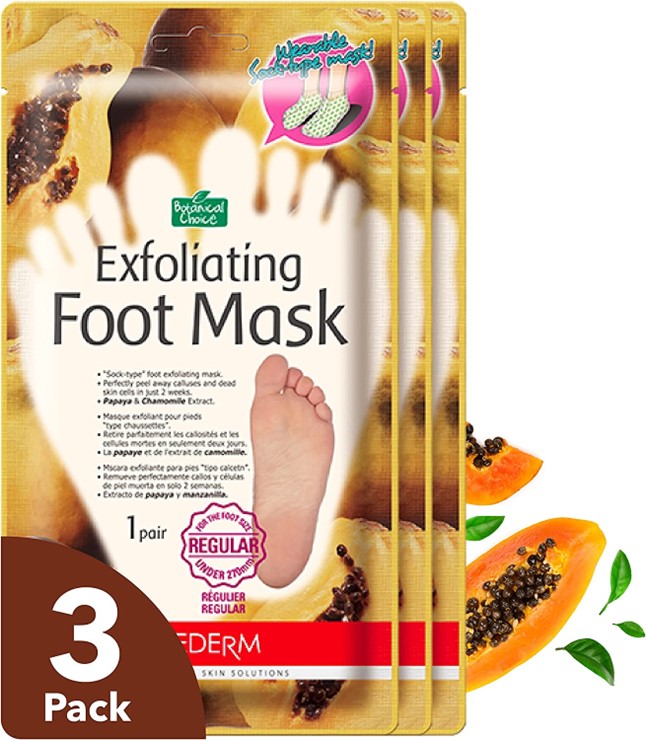 Wearable
Sock-type mask!
Botanical
Choice
Exfoliating
Foot Mask
• "Sock-type" foot exfoliating mask.
• Perfectly peel away calluses and dead
skin cells in just 2 weeks.
• Papaya & Chamomile Extract.
• Masque exfoliant pour pieds
"type chaussettes".
• Retire parfaitement les callosités et les
cellules mortes en seulement deux jours.
• La papaye et de l'extrait de camomille.
• Mscara exfoliante para pies "tipo calcetn".
• Remueve perfectamente callos y células
de piel muerta en solo 2 semanas.
• Extracto de papaya y manzanilla.
1 pair
FOR THE FOOT SIZE
REGULAR
UNDER 270mm
RÉGULIER
REGULAR
EDERM
SKIN SOLUTIONS
3
Pack